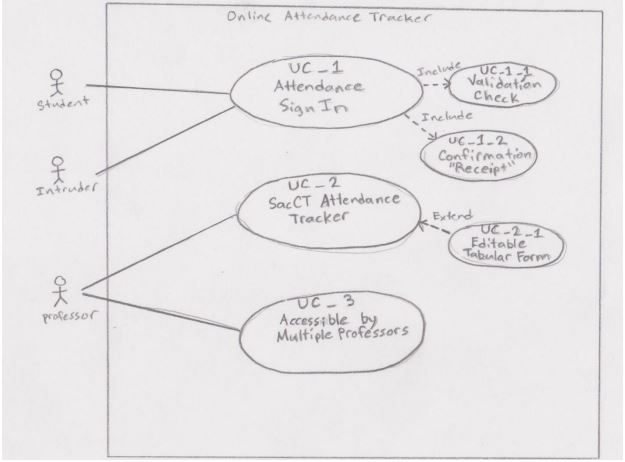 Online Attendance Tracker
UC_1
Attendance
Sign In
Include
UC_1_1
Validation
Check
Student
Include
UC_1_2
Confirmation
"Receipt"
Intruder
UC_2
SacCT Attendance
Tracker
Extend
UC_2_1
Editable
Tabular Form
professor
UC_3
Accessible by
Multiple Professors